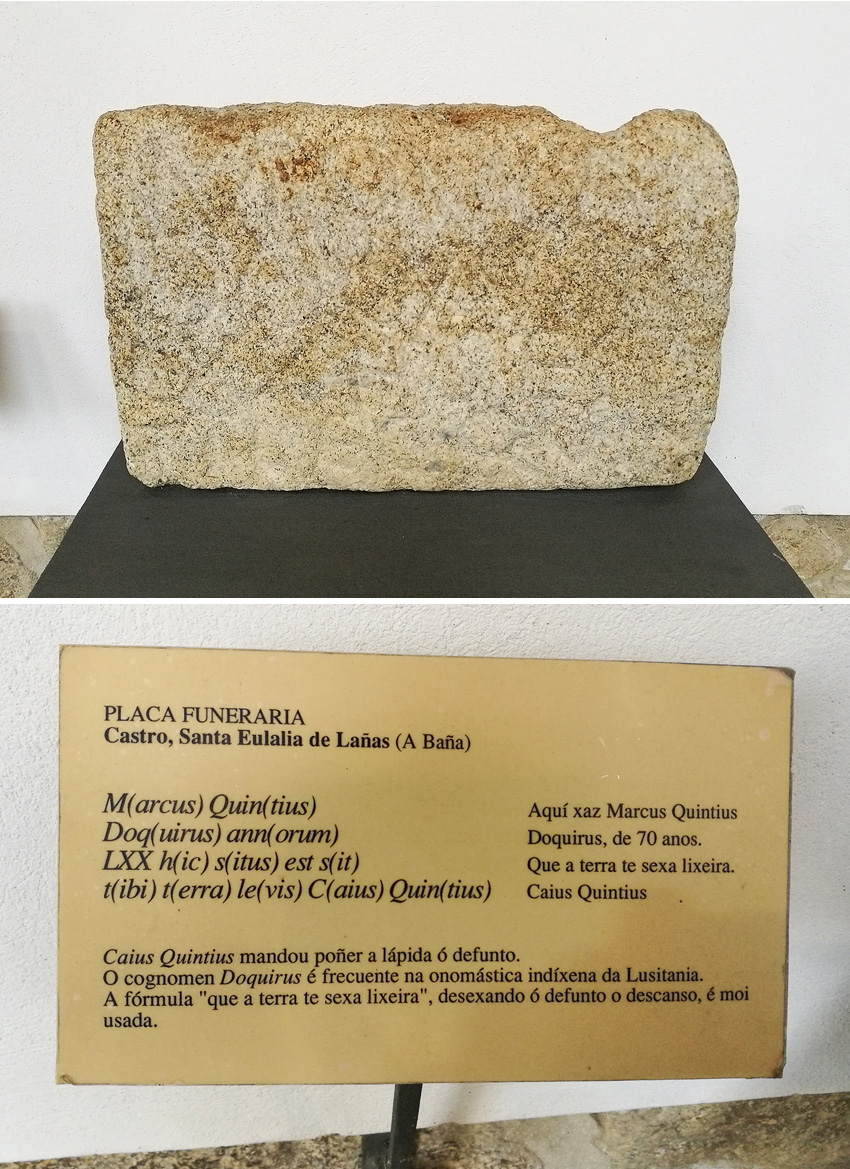 PLACA FUNERARIA
Castro, Santa Eulalia de Lañas (A Baña)
M(arcus) Quin(tius)
Doq(uirus) ann(orum)
LXX h(ic) s(itus) est s(it)
t(ibi) t(erra) le(vis) C(aius) Quin(tius)
Aquí xaz Marcus Quintius
Doquirus, de 70 anos.
Que a terra te sexa lixeira.
Caius Quintius
Caius Quintius mandou poñer a lápida ó defunto.
O cognomen Doquirus é frecuente na onomástica indíxena da Lusitania.
A fórmula "que a terra te sexa lixeira", desexando ó defunto o descanso, é moi
usada.